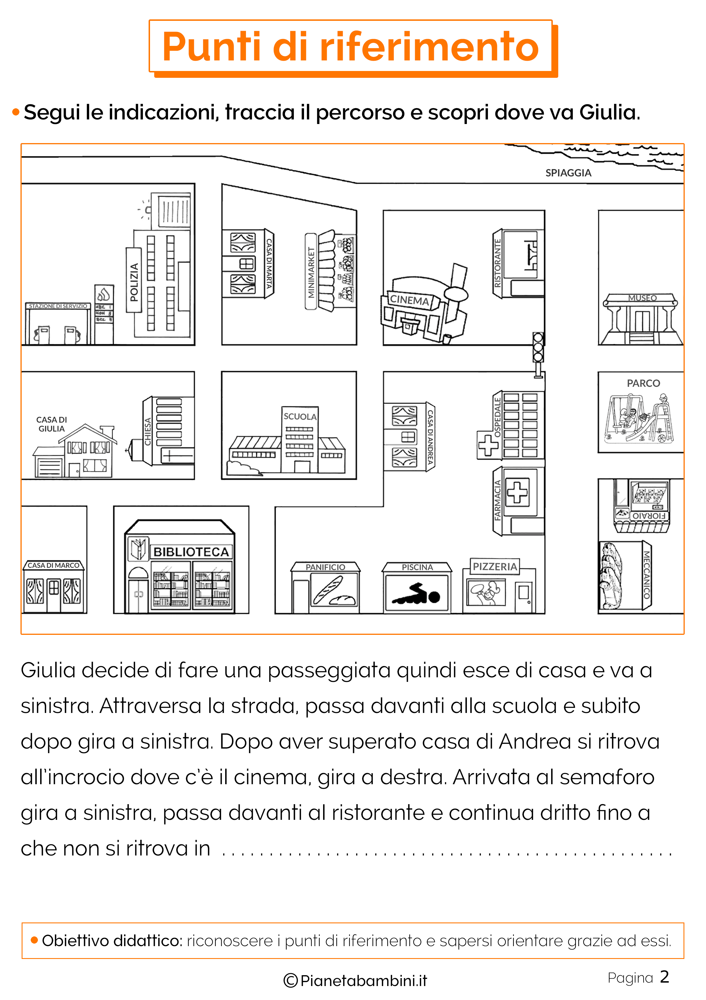 Punti di riferimento
• Segui le indicazioni, traccia il percorso e scopri dove va Giulia.
SPIAGGIA
POLIZIA
STAZIONE DI SERVIZIO
CASA DI MARTA
MINIMARKET
CINEMA
RISTORANTE
MUSEO
CASA DI
GIULIA
CHIESA
SCUOLA
CASA DI ANDREA
OSPEDALE
PARCO
FARMACIA
FIORAIO
CASA DI MARCO
BIBLIOTECA
PANIFICIO
PISCINA
PIZZERIA
MECCANICO
Giulia decide di fare una passeggiata quindi esce di casa e va a
sinistra. Attraversa la strada, passa davanti alla scuola e subito
dopo gira a sinistra. Dopo aver superato casa di Andrea si ritrova
all'incrocio dove c'è il cinema, gira a destra. Arrivata al semaforo
gira a sinistra, passa davanti al ristorante e continua dritto fino a
che non si ritrova in . . . . . . . . . . . . . . . . . . . . . . . . . . . . . . . . . . . . . . . . . . . . . . . .
• Obiettivo didattico: riconoscere i punti di riferimento e sapersi orientare grazie ad essi.
©Pianetabambini.it
Pagina 2